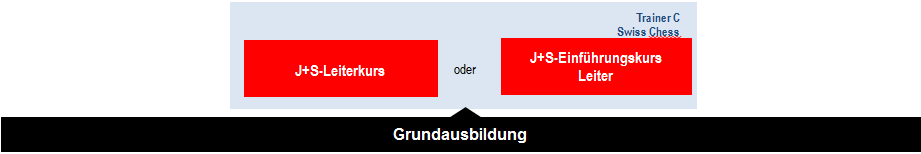 Trainer C
Swiss Chess
J+S-Leiterkurs
oder
J+S-Einführungskurs
Leiter
Grundausbildung